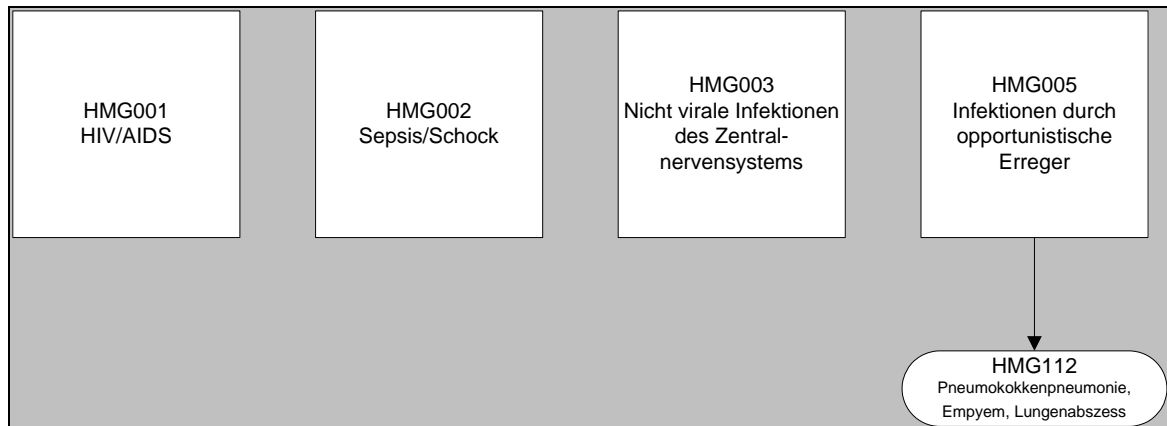 HMG001
HIV/AIDS
HMG002
Sepsis/Schock
HMG003
Nicht virale Infektionen
des Zentral-
nervensystems
HMG005
Infektionen durch
opportunistische
Erreger
HMG112
Pneumokokkenpneumonie,
Empyem, Lungenabszess